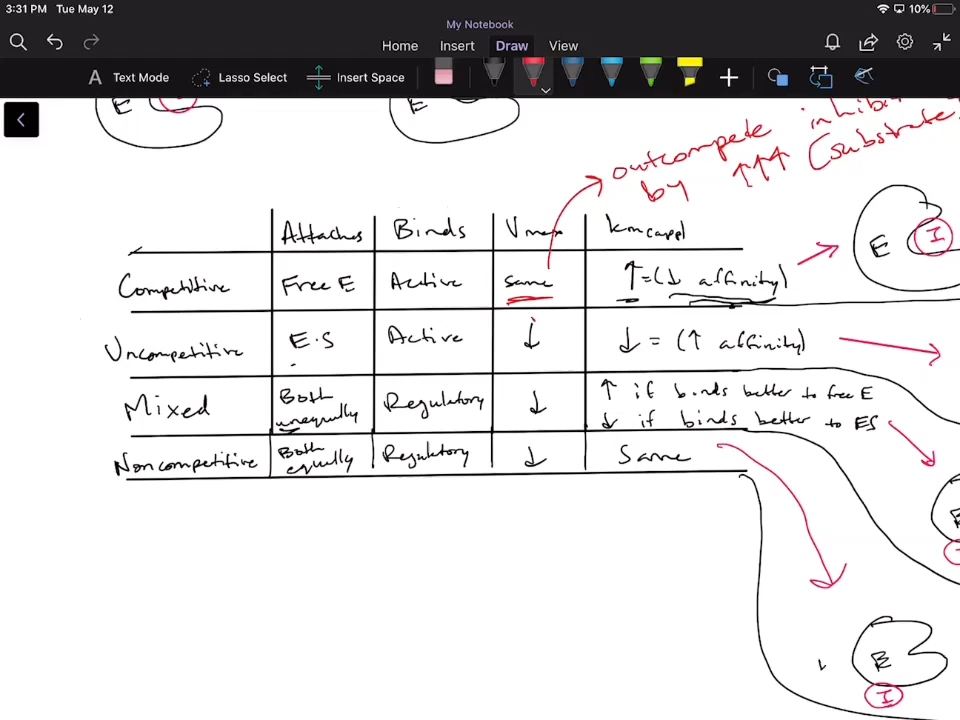 3:31 PM Tue May 12
10%
My Notebook
Home Insert Draw View
Text Mode Lasso Select Insert Space
E
E
outcompete inhib
by ↑↑↑ (substrate
Attaches Binds Vmax km(appl)
Competitive Free E Active same ↑=(↓ affinity)
E I
Uncompetitive E.S Active ↓ ↓ = (↑ affinity)
Mixed Both unequally Regulatory ↓ ↑ if binds better to free E
↓ if binds better to ES
Noncompetitive Both equally Regulatory ↓ Same
E
I